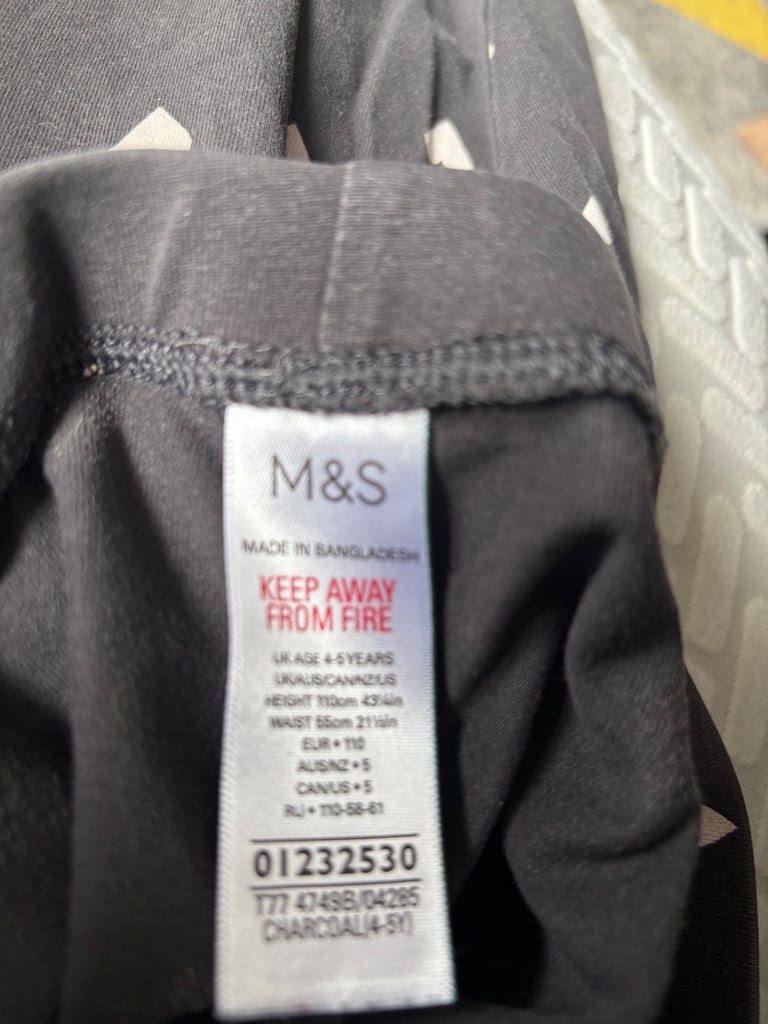 M&S
MADE IN BANGLADESH
KEEP AWAY
FROM FIRE
UK AGE 4-5 YEARS
UK/AUS/CAN/NZ/US
HEIGHT 110cm 43¼in
WAIST 55cm 21½in
EUR • 110
AUS/NZ • 5
CAN/US • 5
RU • 110-58-51
01232530
T77 4749B/04285
CHARCOAL(4-5Y)